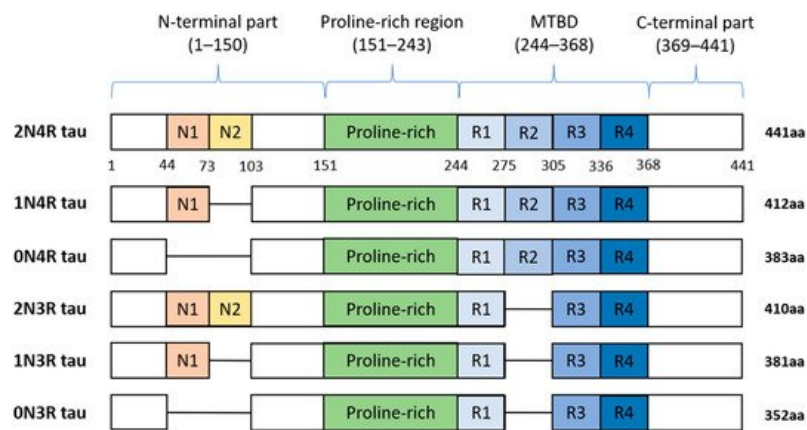 N-terminal part Proline-rich region MTBD C-terminal part
(1–150) (151–243) (244–368) (369–441)
2N4R tau N1 N2 Proline-rich R1 R2 R3 R4 441aa
1 44 73 103 151 244 275 305 336 368 441
1N4R tau N1 Proline-rich R1 R2 R3 R4 412aa
0N4R tau Proline-rich R1 R2 R3 R4 383aa
2N3R tau N1 N2 Proline-rich R1 R3 R4 410aa
1N3R tau N1 Proline-rich R1 R3 R4 381aa
0N3R tau Proline-rich R1 R3 R4 352aa